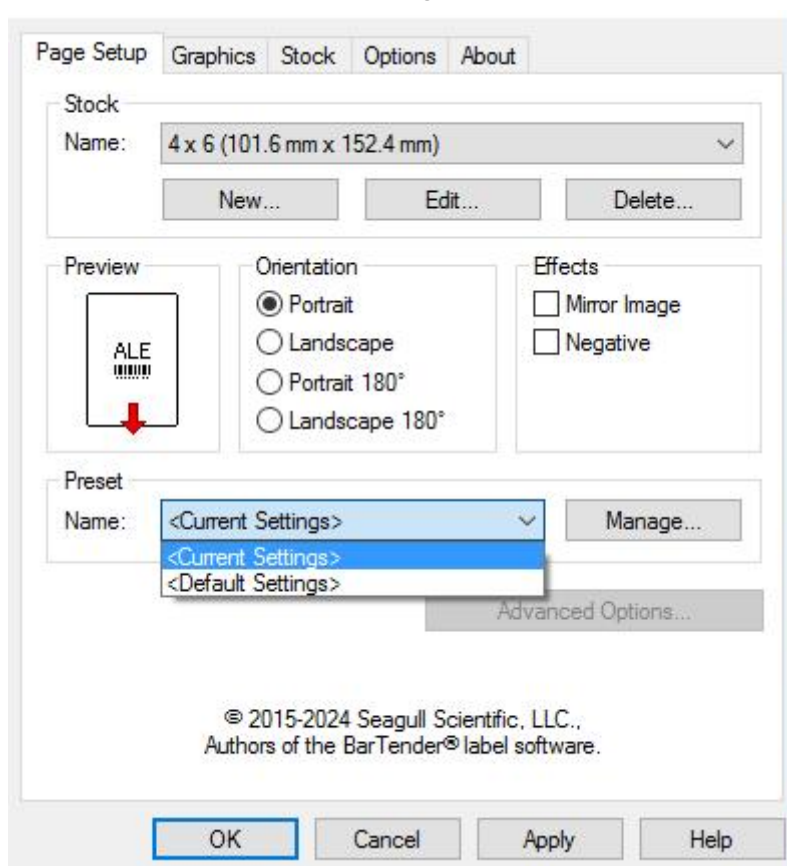 Page Setup Graphics Stock Options About
Stock
Name: 4 x 6 (101.6 mm x 152.4 mm)
New... Edit... Delete...
Preview Orientation Effects
Portrait Mirror Image
ALE Landscape Negative
Portrait 180°
Landscape 180°
Preset
Name: <Current Settings> Manage...
<Current Settings>
<Default Settings>
Advanced Options...
© 2015-2024 Seagull Scientific, LLC.,
Authors of the BarTender® label software.
OK Cancel Apply Help